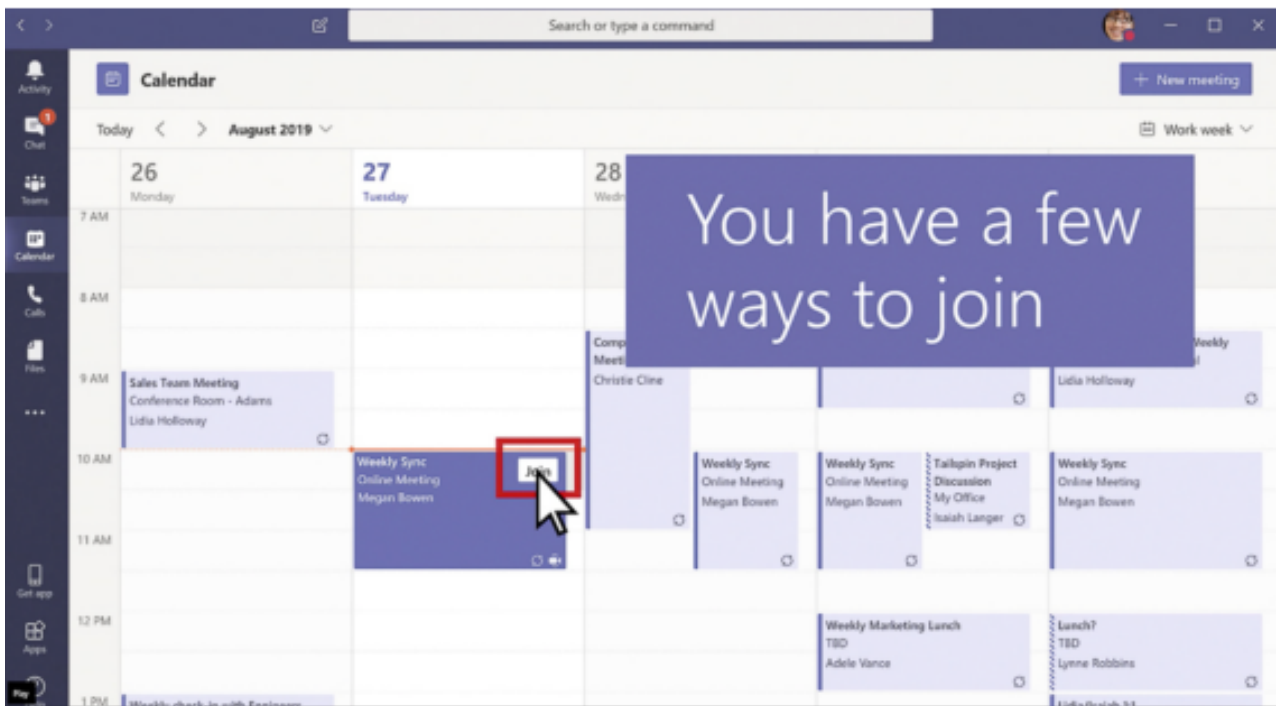 Search or type a command
Activity
Chat
1
Teams
Calendar
Calls
Files
Get app
Apps
Play
Calendar
+ New meeting
Today
August 2019
Work week
26
Monday
27
Tuesday
28
You have a few
ways to join
7 AM
8 AM
9 AM
10 AM
11 AM
12 PM
1 PM
Sales Team Meeting
Conference Room - Adams
Lidia Holloway
Weekly Sync
Online Meeting
Megan Bowen
Join
Christie Cline
Weekly Sync
Online Meeting
Megan Bowen
Weekly Sync
Online Meeting
Megan Bowen
Tailspin Project
Discussion
My Office
Isaiah Langer
Weekly
Lidia Holloway
Weekly Sync
Online Meeting
Megan Bowen
Weekly Marketing Lunch
TBD
Adele Vance
Lunch?
TBD
Lynne Robbins